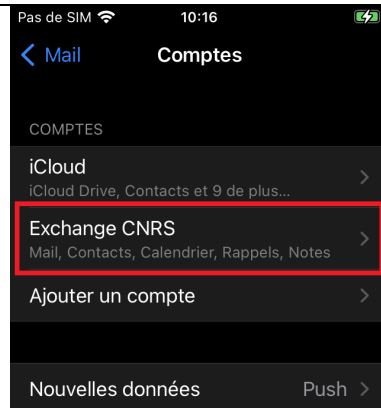 Pas de SIM 10:16
Mail Comptes
COMPTES
iCloud
iCloud Drive, Contacts et 9 de plus...
Exchange CNRS
Mail, Contacts, Calendrier, Rappels, Notes
Ajouter un compte
Nouvelles données Push